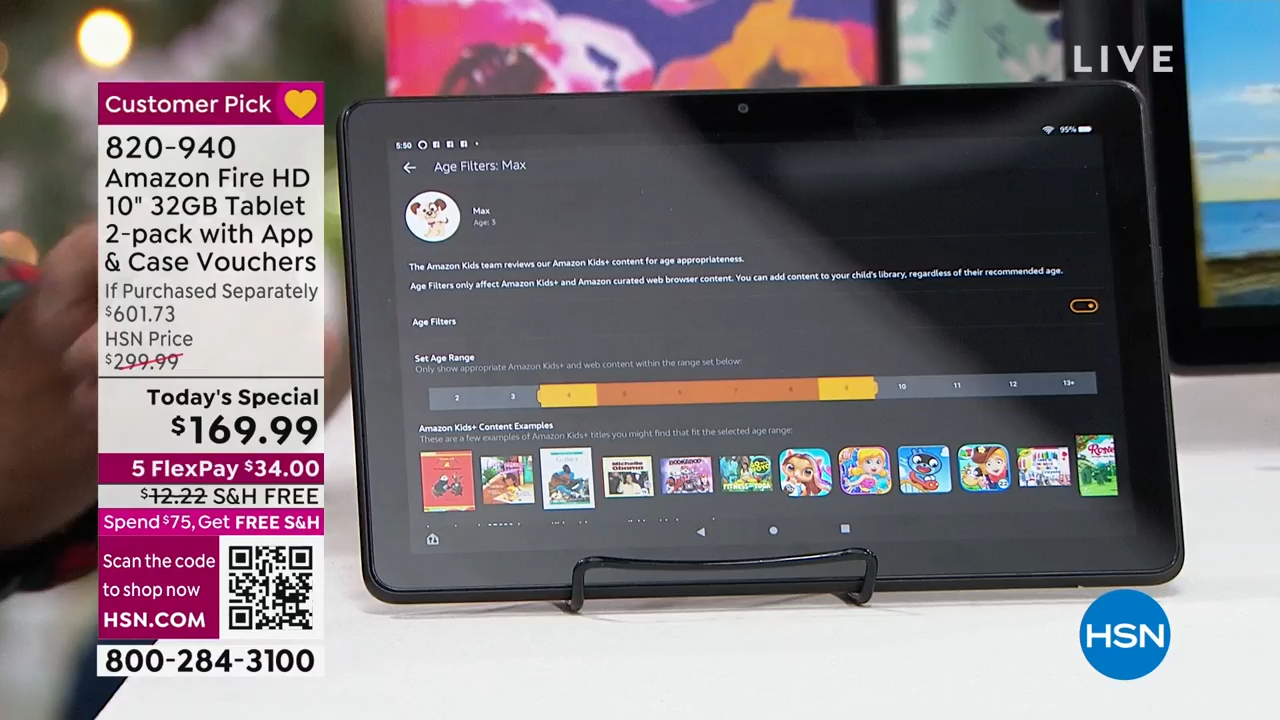 LIVE
Customer Pick
820-940
Amazon Fire HD
10" 32GB Tablet
2-pack with App
& Case Vouchers
If Purchased Separately
$601.73
HSN Price
$299.99
Today's Special
$169.99
5 FlexPay $34.00
$12.22 S&H FREE
Spend $75, Get FREE S&H
Scan the code
to shop now
HSN.COM
800-284-3100
5:50
95%
Age Filters: Max
Max
Age: 3
The Amazon Kids team reviews our Amazon Kids+ content for age appropriateness.
Age Filters only affect Amazon Kids+ and Amazon curated web browser content. You can add content to your child's library, regardless of their recommended age.
Age Filters
Set Age Range
Only show appropriate Amazon Kids+ and web content within the range set below:
2 3 4 5 6 7 8 9 10 11 12 13+
Amazon Kids+ Content Examples
These are a few examples of Amazon Kids+ titles you might find that fit the selected age range:
Michelle
Obama
HSN